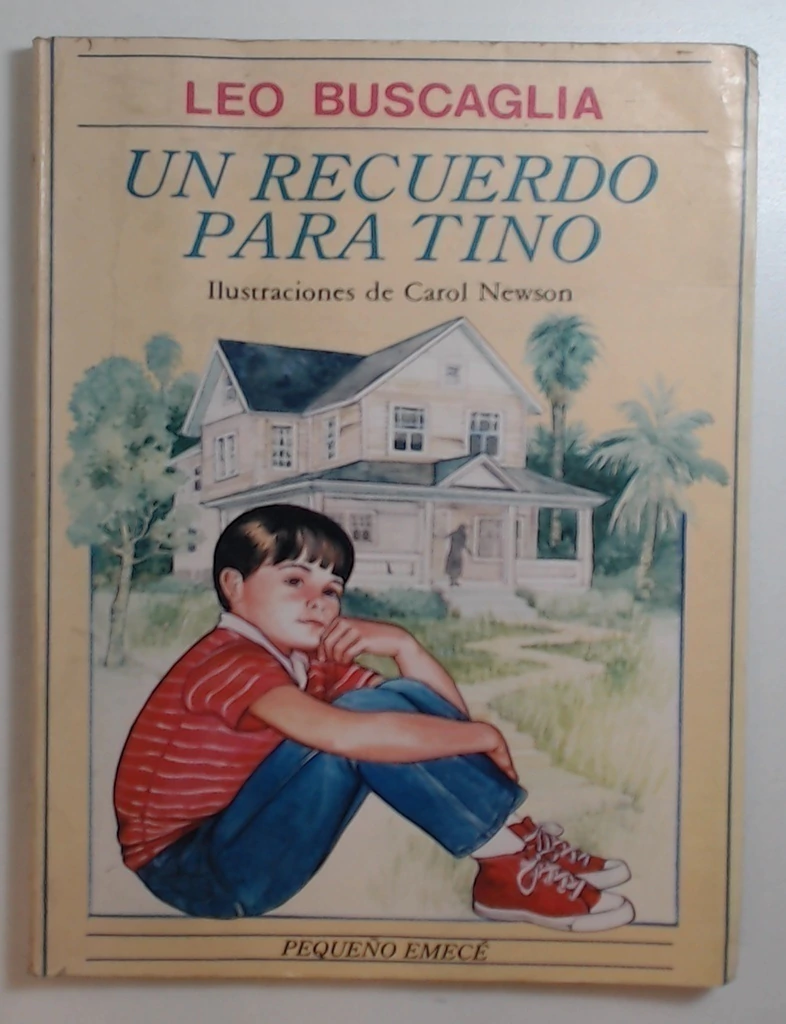 LEO BUSCAGLIA
UN RECUERDO
PARA TINO
Ilustraciones de Carol Newson
PEQUEÑO EMECÉ